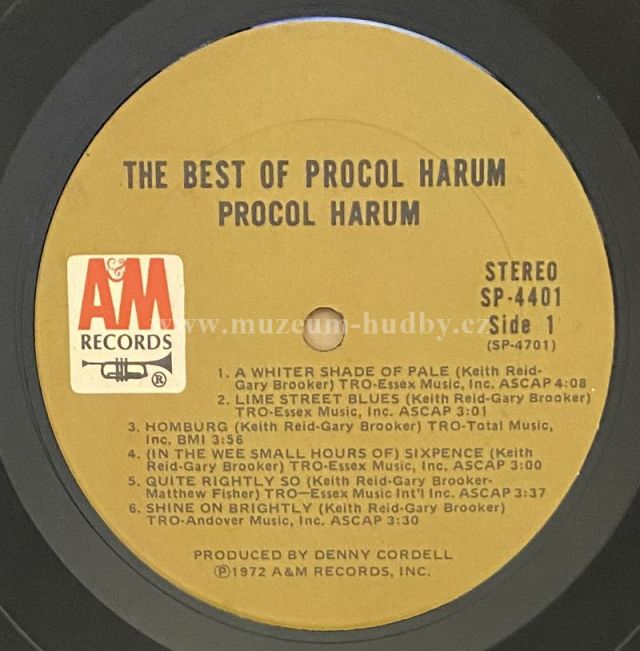 THE BEST OF PROCOL HARUM
PROCOL HARUM
A&M
RECORDS
®
STEREO
SP-4401
Side 1
(SP-4701)
www.muzeum-hudby.cz
1. A WHITER SHADE OF PALE (Keith Reid-
Gary Brooker) TRO-Essex Music, Inc. ASCAP 4:08
2. LIME STREET BLUES (Keith Reid-Gary Brooker)
TRO-Essex Music, Inc. ASCAP 3:01
3. HOMBURG (Keith Reid-Gary Brooker) TRO-Total Music,
Inc. BMI 3:56
4. (IN THE WEE SMALL HOURS OF) SIXPENCE (Keith
Reid-Gary Brooker) TRO-Essex Music, Inc. ASCAP 3:00
5. QUITE RIGHTLY SO (Keith Reid-Gary Brooker-
Matthew Fisher) TRO—Essex Music Int'l Inc. ASCAP 3:37
6. SHINE ON BRIGHTLY (Keith Reid-Gary Brooker)
TRO-Andover Music, Inc. ASCAP 3:30
PRODUCED BY DENNY CORDELL
℗1972 A&M RECORDS, INC.